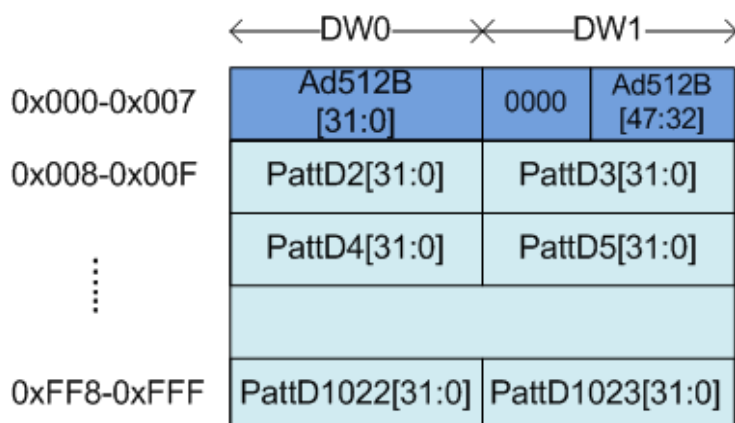 DW0 DW1
0x000-0x007 Ad512B [31:0] 0000 Ad512B [47:32]
0x008-0x00F PattD2[31:0] PattD3[31:0]
PattD4[31:0] PattD5[31:0]
0xFF8-0xFFF PattD1022[31:0] PattD1023[31:0]